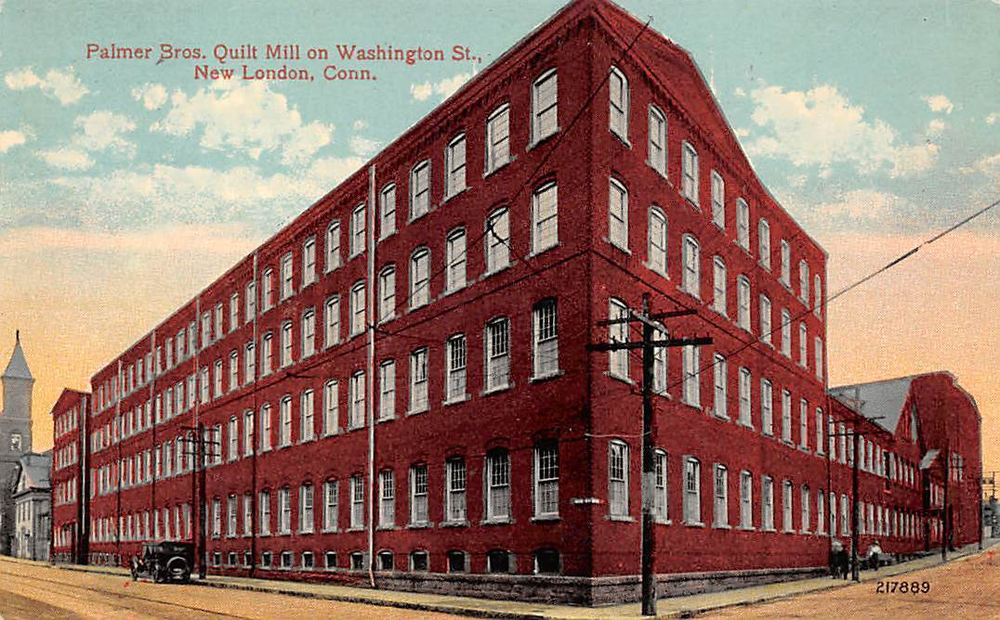 Palmer Bros. Quilt Mill on Washington St.,
New London, Conn.
217889